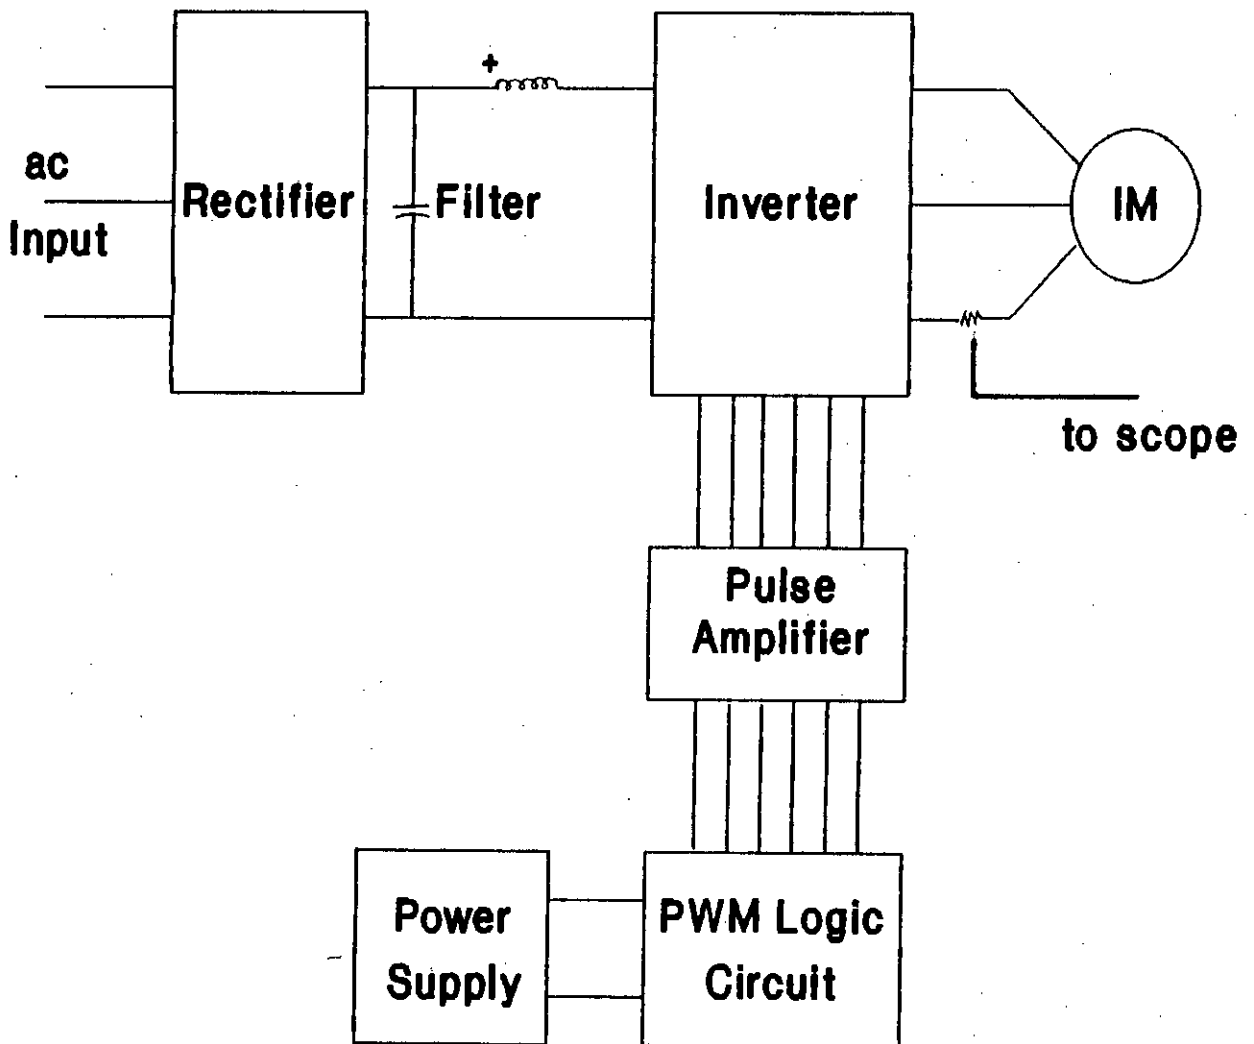 +
ac
Input
Rectifier
Filter
Inverter
IM
to scope
Pulse
Amplifier
Power
Supply
PWM Logic
Circuit